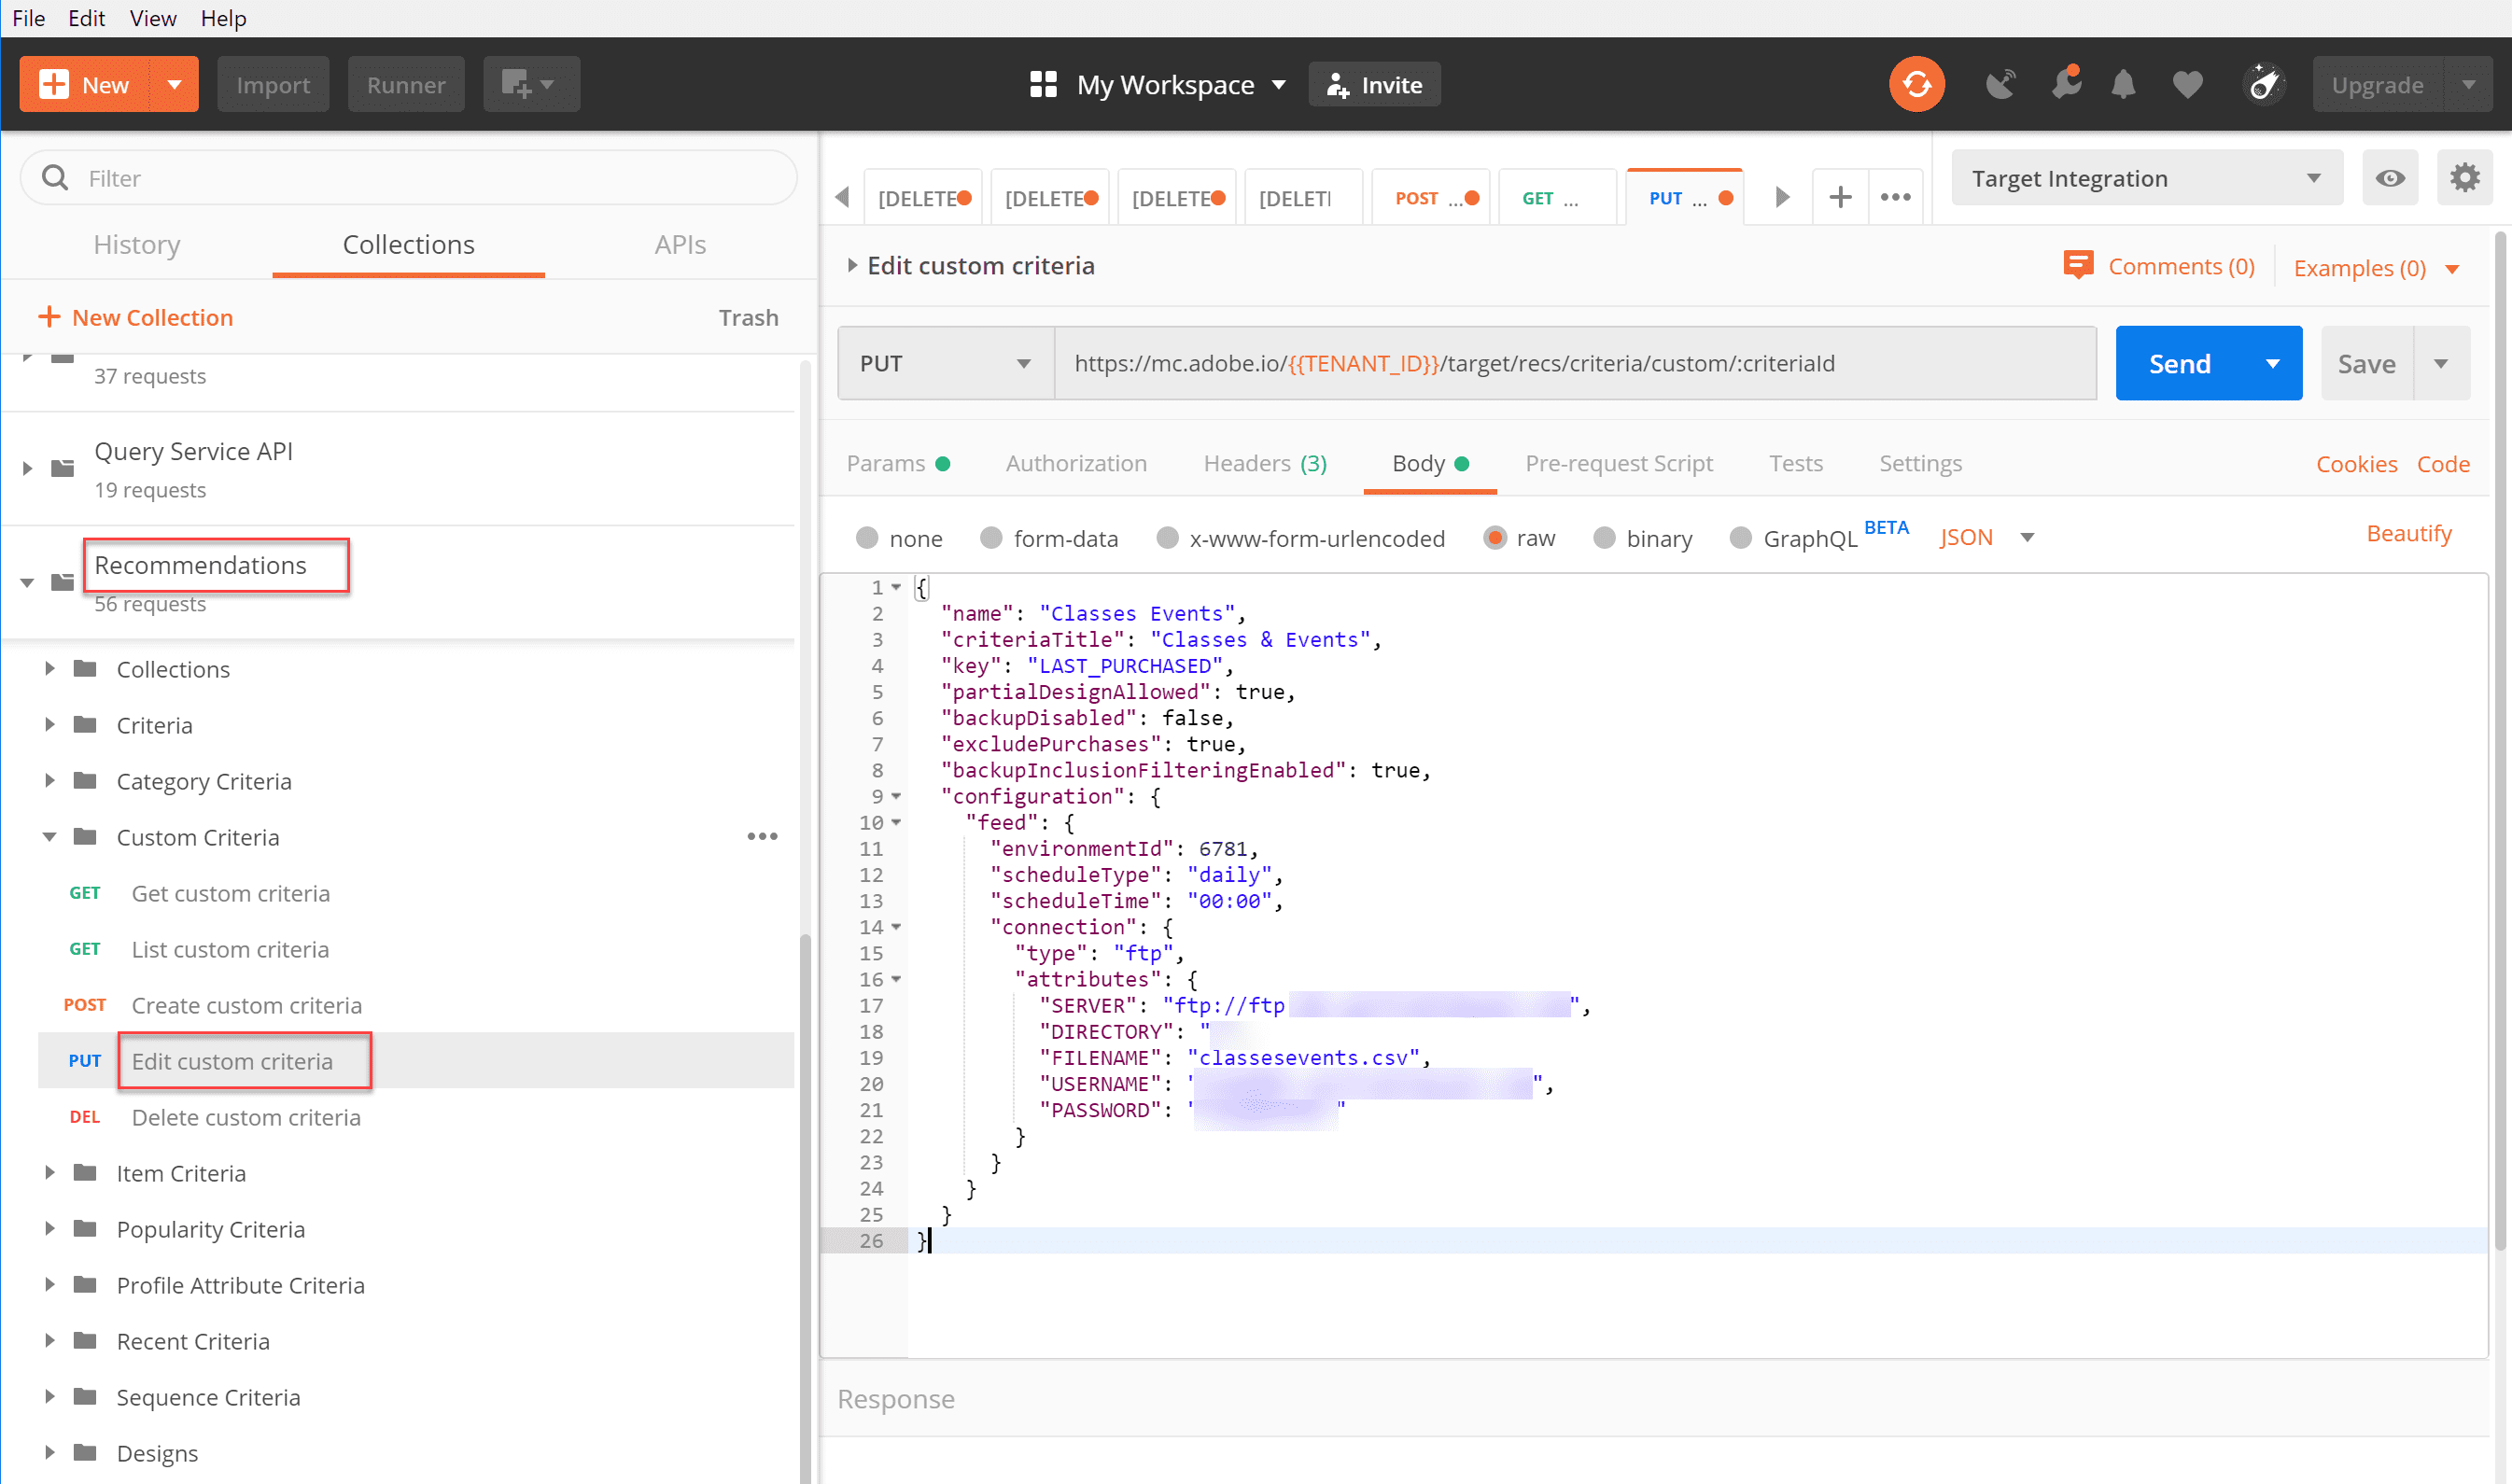 File Edit View Help
New Import Runner My Workspace Invite Upgrade
Filter
History Collections APIs
New Collection Trash
37 requests
Query Service API
19 requests
Recommendations
56 requests
Collections
Criteria
Category Criteria
Custom Criteria
GET Get custom criteria
GET List custom criteria
POST Create custom criteria
PUT Edit custom criteria
DEL Delete custom criteria
Item Criteria
Popularity Criteria
Profile Attribute Criteria
Recent Criteria
Sequence Criteria
Designs
[DELETE [DELETE [DELETE [DELETI POST ... GET ... PUT ... Target Integration
Edit custom criteria Comments (0) Examples (0)
PUT https://mc.adobe.io/{{TENANT_ID}}/target/recs/criteria/custom/:criteriaId Send Save
Params Authorization Headers (3) Body Pre-request Script Tests Settings Cookies Code
none form-data x-www-form-urlencoded raw binary GraphQL BETA JSON Beautify
1 {
2 "name": "Classes Events",
3 "criteriaTitle": "Classes & Events",
4 "key": "LAST_PURCHASED",
5 "partialDesignAllowed": true,
6 "backupDisabled": false,
7 "excludePurchases": true,
8 "backupInclusionFilteringEnabled": true,
9 "configuration": {
10 "feed": {
11 "environmentId": 6781,
12 "scheduleType": "daily",
13 "scheduleTime": "00:00",
14 "connection": {
15 "type": "ftp",
16 "attributes": {
17 "SERVER": "ftp://ftp ",
18 "DIRECTORY": "
19 "FILENAME": "classesevents.csv",
20 "USERNAME": ' ",
21 "PASSWORD": ' "
22 }
23 }
24 }
25 }
26 }
Response